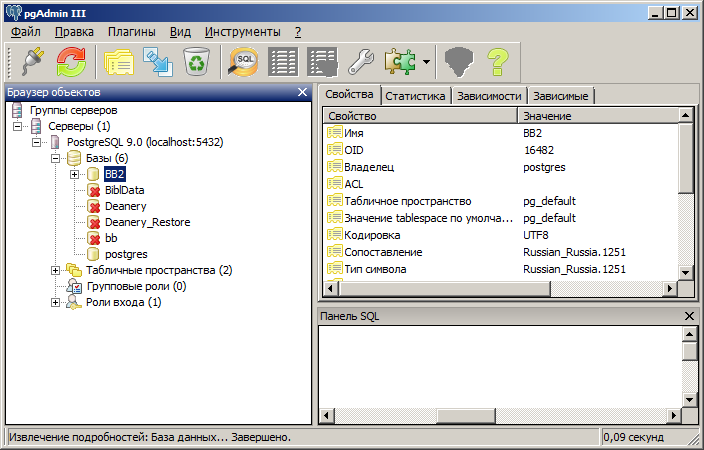 pgAdmin III
Файл Правка Плагины Вид Инструменты ?
SQL
Браузер объектов
Группы серверов
Серверы (1)
PostgreSQL 9.0 (localhost:5432)
Базы (6)
BB2
BiblData
Deanery
Deanery_Restore
bb
postgres
Табличные пространства (2)
Групповые роли (0)
Роли входа (1)
Свойства Статистика Зависимости Зависимые
Свойство Значение
Имя BB2
OID 16482
Владелец postgres
ACL
Табличное пространство pg_default
Значение tablespace по умолча... pg_default
Кодировка UTF8
Сопоставление Russian_Russia.1251
Тип символа Russian_Russia.1251
Панель SQL
Извлечение подробностей: База данных... Завершено. 0,09 секунд